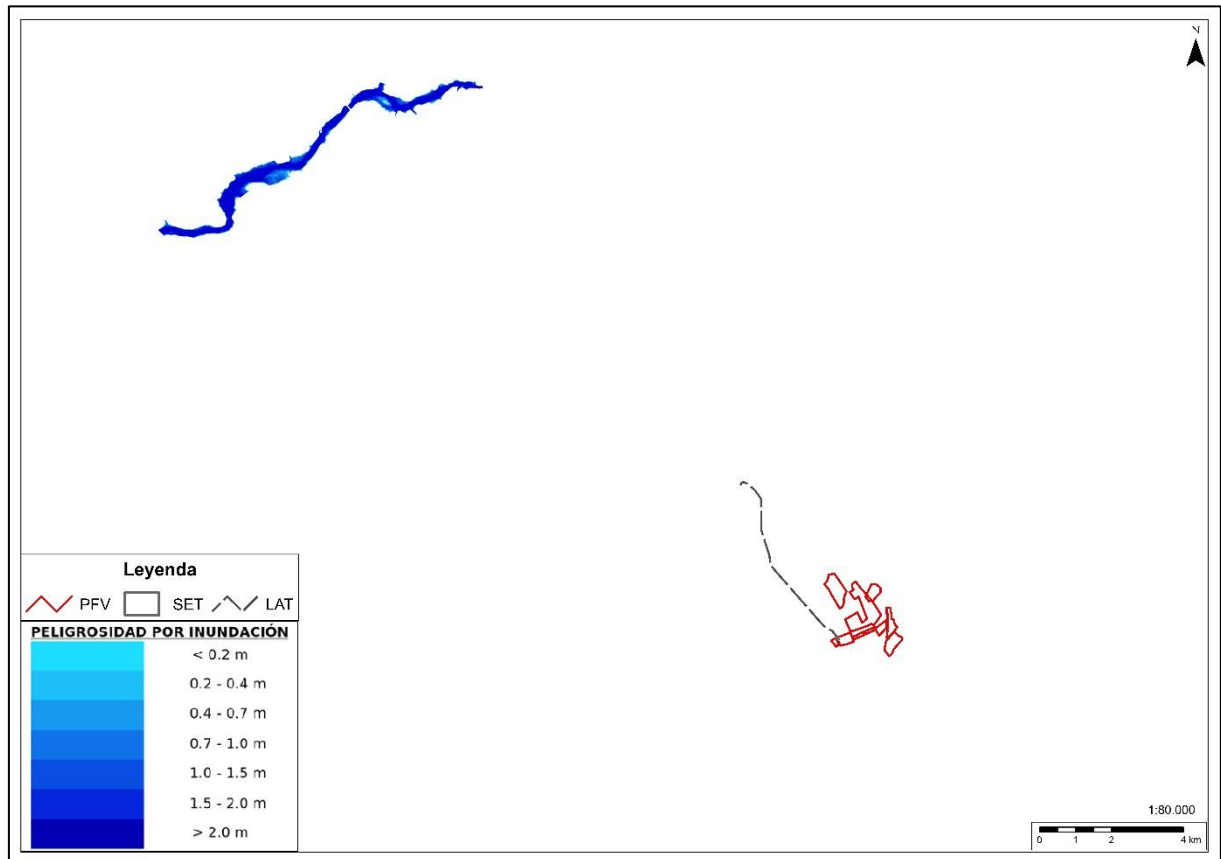 N
Leyenda
PFV SET LAT
PELIGROSIDAD POR INUNDACIÓN
< 0.2 m
0.2 - 0.4 m
0.4 - 0.7 m
0.7 - 1.0 m
1.0 - 1.5 m
1.5 - 2.0 m
> 2.0 m
1:80.000
0 1 2 4 km